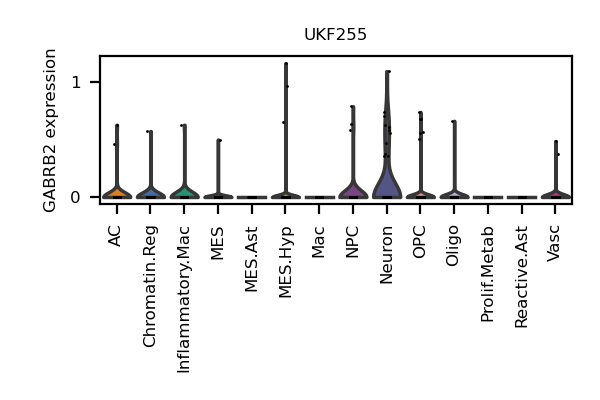 UKF255
GABRB2 expression
1
0
AC
Chromatin.Reg
Inflammatory.Mac
MES
MES.Ast
MES.Hyp
Mac
NPC
Neuron
OPC
Oligo
Prolif.Metab
Reactive.Ast
Vasc